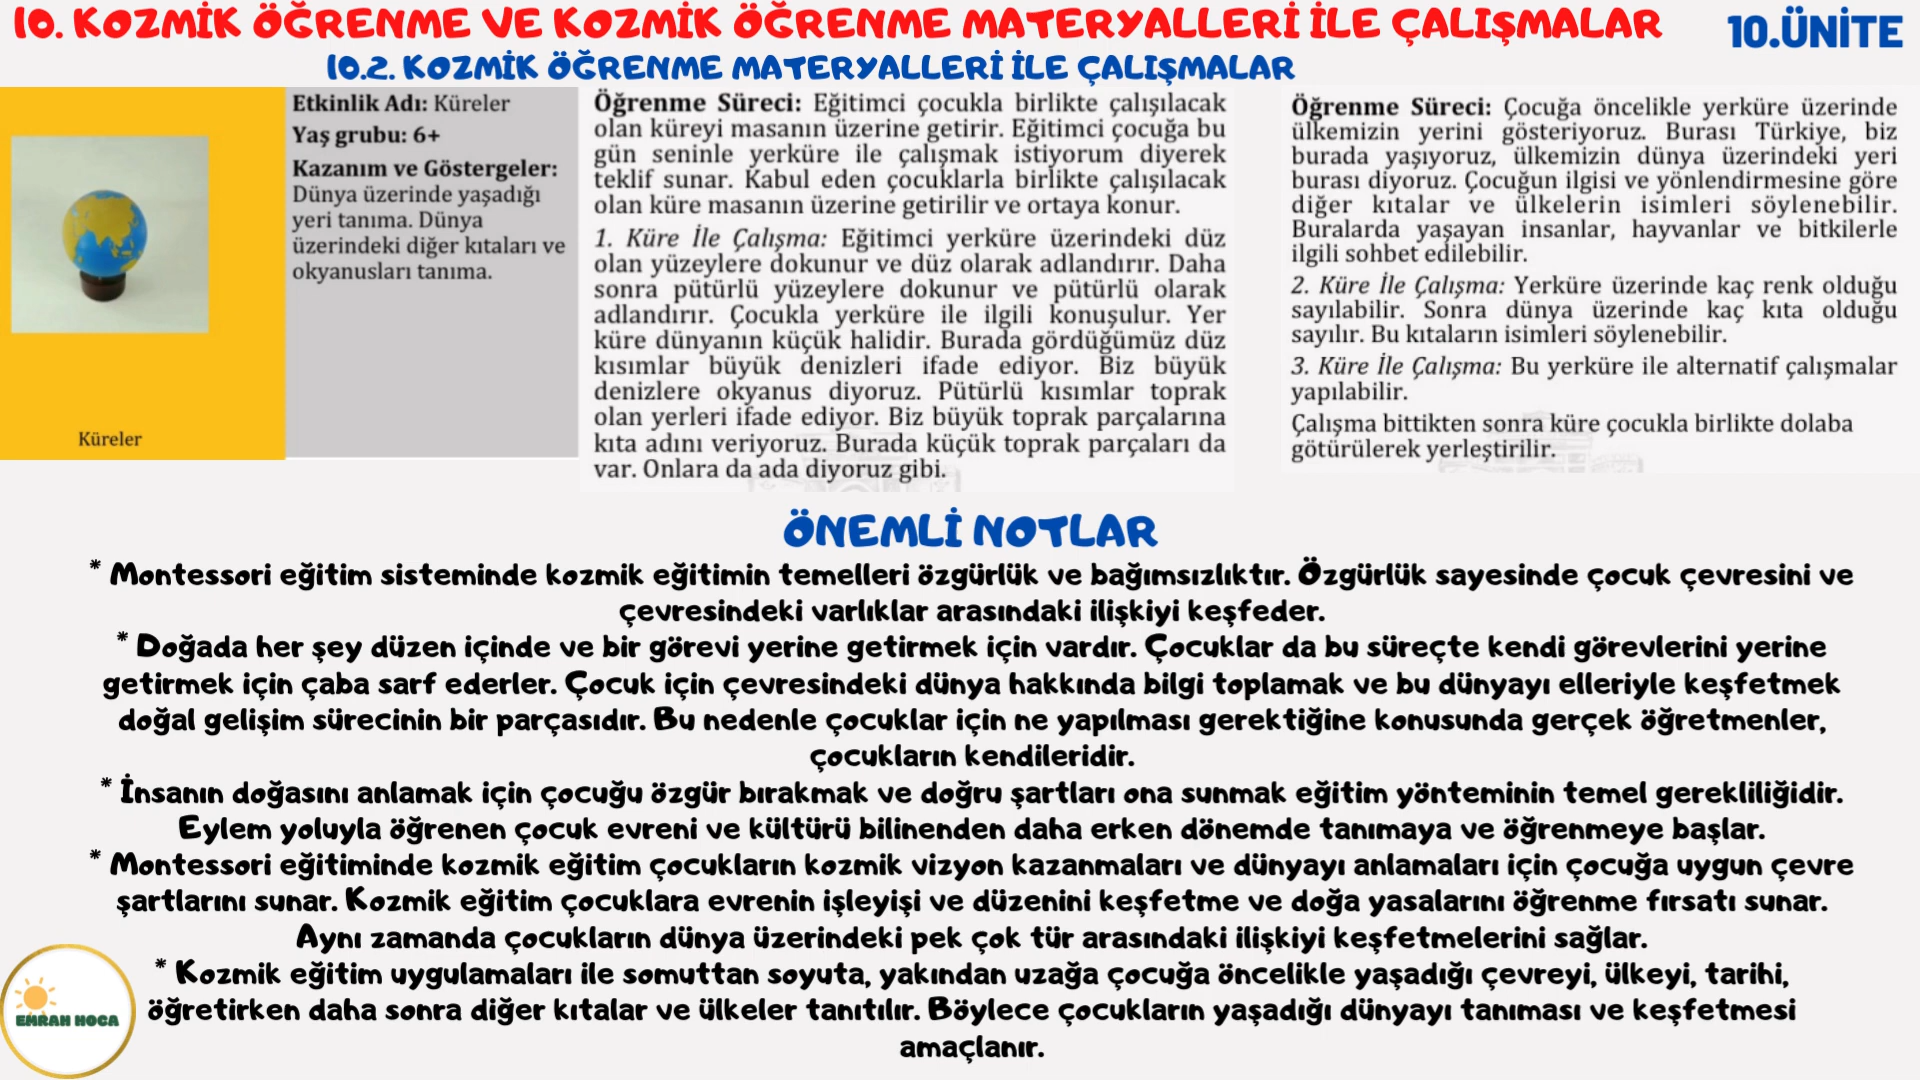 10. KOZMİK ÖĞRENME VE KOZMİK ÖĞRENME MATERYALLERİ İLE ÇALIŞMALAR
10.ÜNİTE
10.2. KOZMİK ÖĞRENME MATERYALLERİ İLE ÇALIŞMALAR
Küreler
Etkinlik Adı: Küreler
Yaş grubu: 6+
Kazanım ve Göstergeler:
Dünya üzerinde yaşadığı
yeri tanıma. Dünya
üzerindeki diğer kıtaları ve
okyanusları tanıma.
Öğrenme Süreci: Eğitimci çocukla birlikte çalışılacak
olan küreyi masanın üzerine getirir. Eğitimci çocuğa bu
gün seninle yerküre ile çalışmak istiyorum diyerek
teklif sunar. Kabul eden çocuklarla birlikte çalışılacak
olan küre masanın üzerine getirilir ve ortaya konur.
1. Küre İle Çalışma: Eğitimci yerküre üzerindeki düz
olan yüzeylere dokunur ve düz olarak adlandırır. Daha
sonra pütürlü yüzeylere dokunur ve pütürlü olarak
adlandırır. Çocukla yerküre ile ilgili konuşulur. Yer
küre dünyanın küçük halidir. Burada gördüğümüz düz
kısımlar büyük denizleri ifade ediyor. Biz büyük
denizlere okyanus diyoruz. Pütürlü kısımlar toprak
olan yerleri ifade ediyor. Biz büyük toprak parçalarına
kıta adını veriyoruz. Burada küçük toprak parçaları da
var. Onlara da ada diyoruz gibi.
Öğrenme Süreci: Çocuğa öncelikle yerküre üzerinde
ülkemizin yerini gösteriyoruz. Burası Türkiye, biz
burada yaşıyoruz, ülkemizin dünya üzerindeki yeri
burası diyoruz. Çocuğun ilgisi ve yönlendirmesine göre
diğer kıtalar ve ülkelerin isimleri söylenebilir.
Buralarda yaşayan insanlar, hayvanlar ve bitkilerle
ilgili sohbet edilebilir.
2. Küre İle Çalışma: Yerküre üzerinde kaç renk olduğu
sayılabilir. Sonra dünya üzerinde kaç kıta olduğu
sayılır. Bu kıtaların isimleri söylenebilir.
3. Küre İle Çalışma: Bu yerküre ile alternatif çalışmalar
yapılabilir.
Çalışma bittikten sonra küre çocukla birlikte dolaba
götürülerek yerleştirilir.
ÖNEMLİ NOTLAR
* Montessori eğitim sisteminde kozmik eğitimin temelleri özgürlük ve bağımsızlıktır. Özgürlük sayesinde çocuk çevresini ve
çevresindeki varlıklar arasındaki ilişkiyi keşfeder.
* Doğada her şey düzen içinde ve bir görevi yerine getirmek için vardır. Çocuklar da bu süreçte kendi görevlerini yerine
getirmek için çaba sarf ederler. Çocuk için çevresindeki dünya hakkında bilgi toplamak ve bu dünyayı elleriyle keşfetmek
doğal gelişim sürecinin bir parçasıdır. Bu nedenle çocuklar için ne yapılması gerektiğine konusunda gerçek öğretmenler,
çocukların kendileridir.
* İnsanın doğasını anlamak için çocuğu özgür bırakmak ve doğru şartları ona sunmak eğitim yönteminin temel gerekliliğidir.
Eylem yoluyla öğrenen çocuk evreni ve kültürü bilinenden daha erken dönemde tanımaya ve öğrenmeye başlar.
* Montessori eğitiminde kozmik eğitim çocukların kozmik vizyon kazanmaları ve dünyayı anlamaları için çocuğa uygun çevre
şartlarını sunar. Kozmik eğitim çocuklara evrenin işleyişi ve düzenini keşfetme ve doğa yasalarını öğrenme fırsatı sunar.
Aynı zamanda çocukların dünya üzerindeki pek çok tür arasındaki ilişkiyi keşfetmelerini sağlar.
* Kozmik eğitim uygulamaları ile somuttan soyuta, yakından uzağa çocuğa öncelikle yaşadığı çevreyi, ülkeyi, tarihi,
öğretirken daha sonra diğer kıtalar ve ülkeler tanıtılır. Böylece çocukların yaşadığı dünyayı tanıması ve keşfetmesi
amaçlanır.
EMRAH HOCA